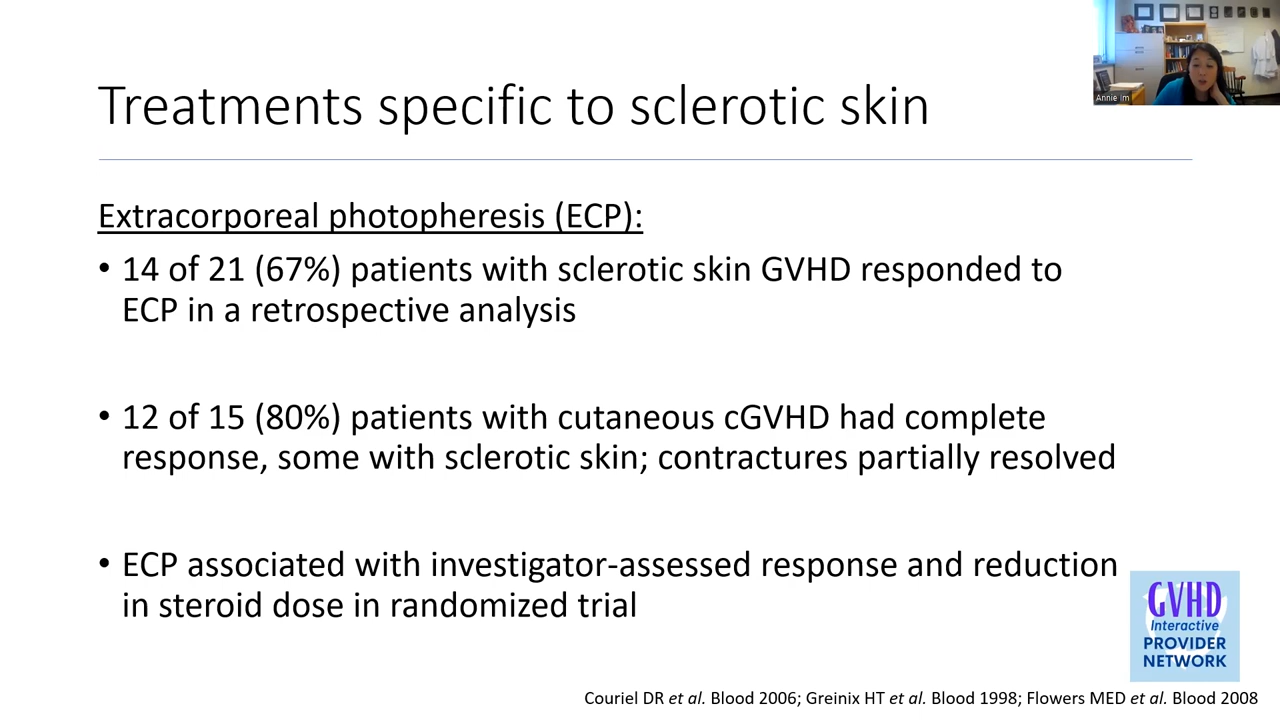 Treatments specific to sclerotic skin
Annie Im
Extracorporeal photopheresis (ECP):
• 14 of 21 (67%) patients with sclerotic skin GVHD responded to
ECP in a retrospective analysis
• 12 of 15 (80%) patients with cutaneous cGVHD had complete
response, some with sclerotic skin; contractures partially resolved
• ECP associated with investigator-assessed response and reduction
in steroid dose in randomized trial
GVHD
Interactive
PROVIDER
NETWORK
Couriel DR et al. Blood 2006; Greinix HT et al. Blood 1998; Flowers MED et al. Blood 2008